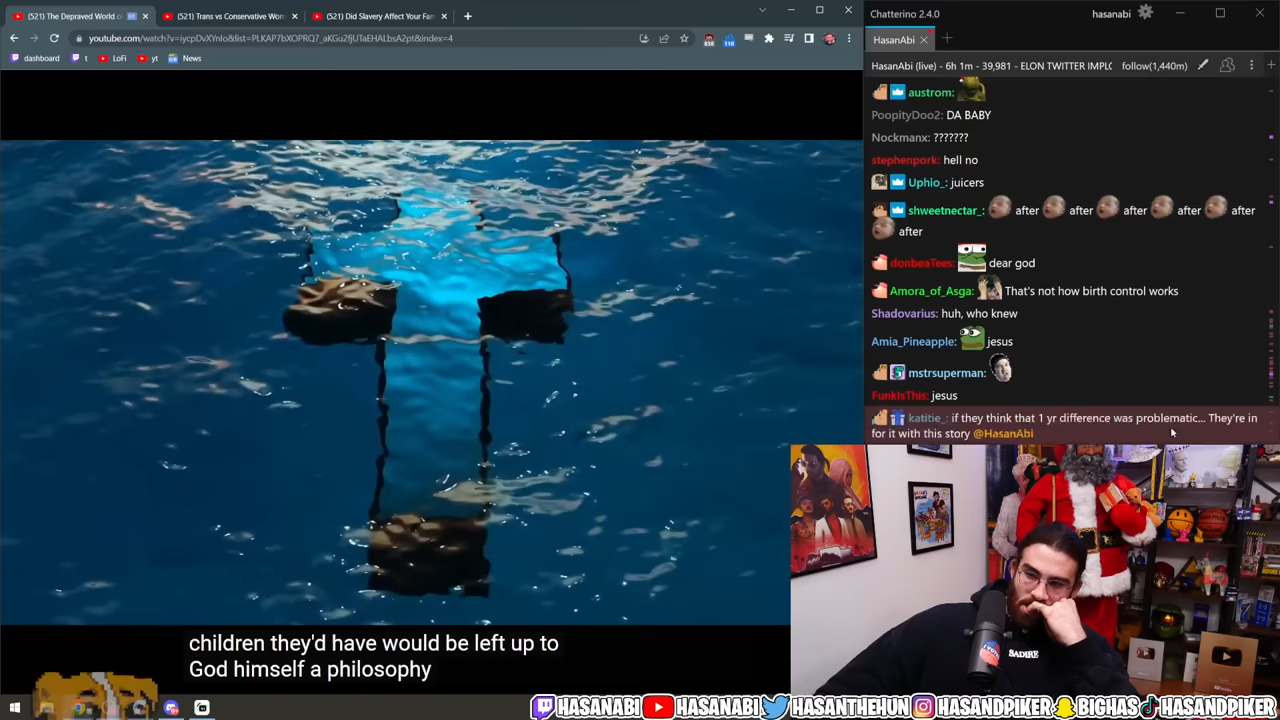 (521) The Depraved World o
(521) Trans vs Conservative Wom
(521) Did Slavery Affect Your Fam
youtube.com/watch?v=iycpDvXYnlo&list=PLKAP7bXOPRQ7_aKGu2fjUTaEHALbsA2pt&index=4
838
110
dashboard
t
LoFi
yt
News
Chatterino 2.4.0
hasanabi
HasanAbi
HasanAbi (live) - 6h 1m - 39,981 - ELON TWITTER IMPLO
follow(1,440m)
austrom:
PoopityDoo2: DA BABY
Nockmanx: ???????
stephenpork: hell no
Uphio_: juicers
shweetnectar_: after after after after after
after
donbeaTees: dear god
Amora_of_Asga: That's not how birth control works
Shadovarius: huh, who knew
Amia_Pineapple: jesus
mstrsuperman:
FunkIsThis: jesus
katitie_: if they think that 1 yr difference was problematic... They're in
for it with this story @HasanAbi
children they'd have would be left up to
God himself a philosophy
SADIRE
HASANABI
HASANABI
HASANTHEHUN
HASANDPIKER
BIGHAS
HASANDPIKER